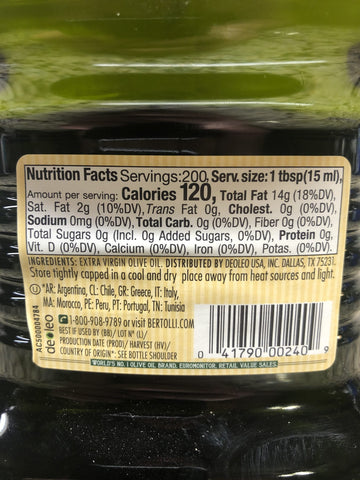 Nutrition Facts Servings:200, Serv. size: 1 tbsp(15 ml),
Amount per serving: Calories 120, Total Fat 14g (18%DV),
Sat. Fat 2g (10%DV), Trans Fat 0g, Cholest. 0g (0%DV),
Sodium 0mg (0%DV), Total Carb. 0g (0%DV), Fiber 0g (0%DV),
Total Sugars 0g (Incl. 0g Added Sugars, 0%DV), Protein 0g,
Vit. D (0%DV), Calcium (0%DV), Iron (0%DV), Potas. (0%DV).
INGREDIENTS: EXTRA VIRGIN OLIVE OIL. DISTRIBUTED BY DEOLEO USA, INC. DALLAS, TX 75231.
Store tightly capped in a cool and dry place away from heat sources and light.
*AR: Argentina, CL: Chile, GR: Greece, IT: Italy,
MA: Morocco, PE: Peru, PT: Portugal, TN: Tunisia
1-800-908-9789 or visit BERTOLLI.COM
BEST IF USED BY (BB) / LOT Nº (L)
PRODUCTION DATE (PROD) / HARVEST (HV) /
COUNTRY OF ORIGIN*: SEE BOTTLE SHOULDER
WORLD'S NO. 1 OLIVE OIL BRAND, EUROMONITOR, RETAIL VALUE SALES.
AC500004784
deoleo
0 41790 00240 9